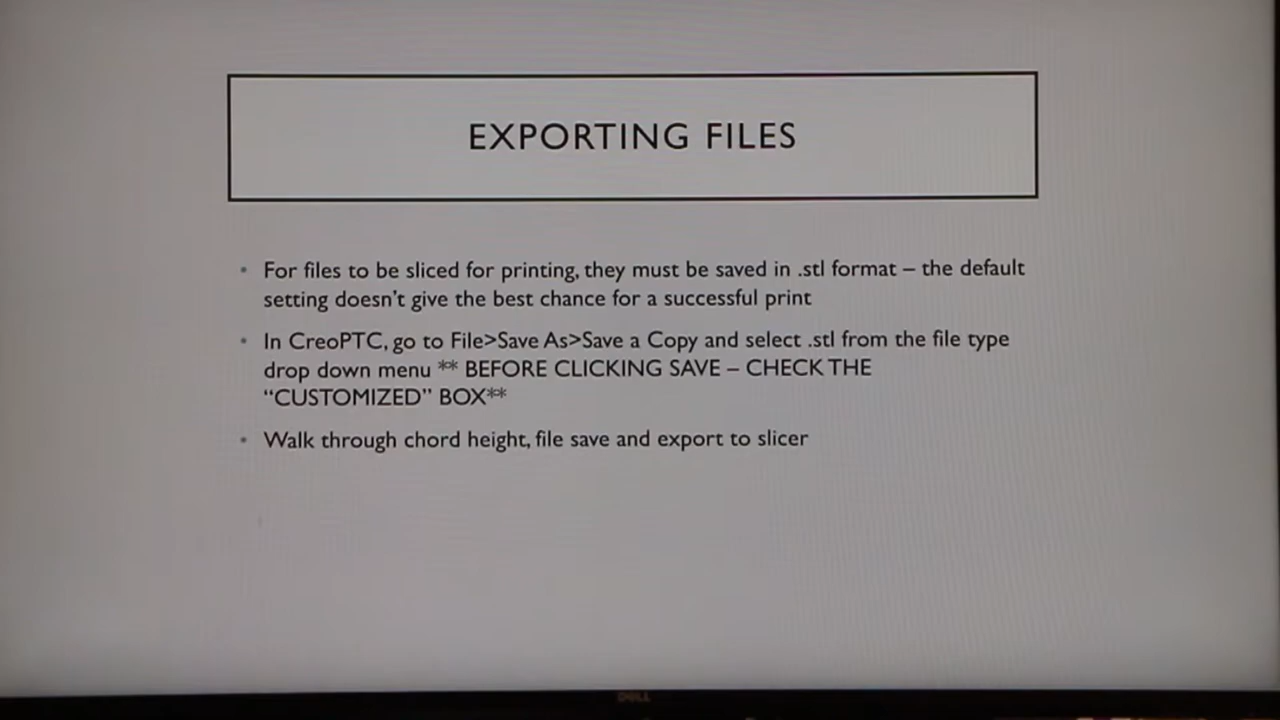 EXPORTING FILES
• For files to be sliced for printing, they must be saved in .stl format – the default
setting doesn't give the best chance for a successful print
• In CreoPTC, go to File>Save As>Save a Copy and select .stl from the file type
drop down menu ** BEFORE CLICKING SAVE – CHECK THE
“CUSTOMIZED” BOX**
• Walk through chord height, file save and export to slicer
DELL